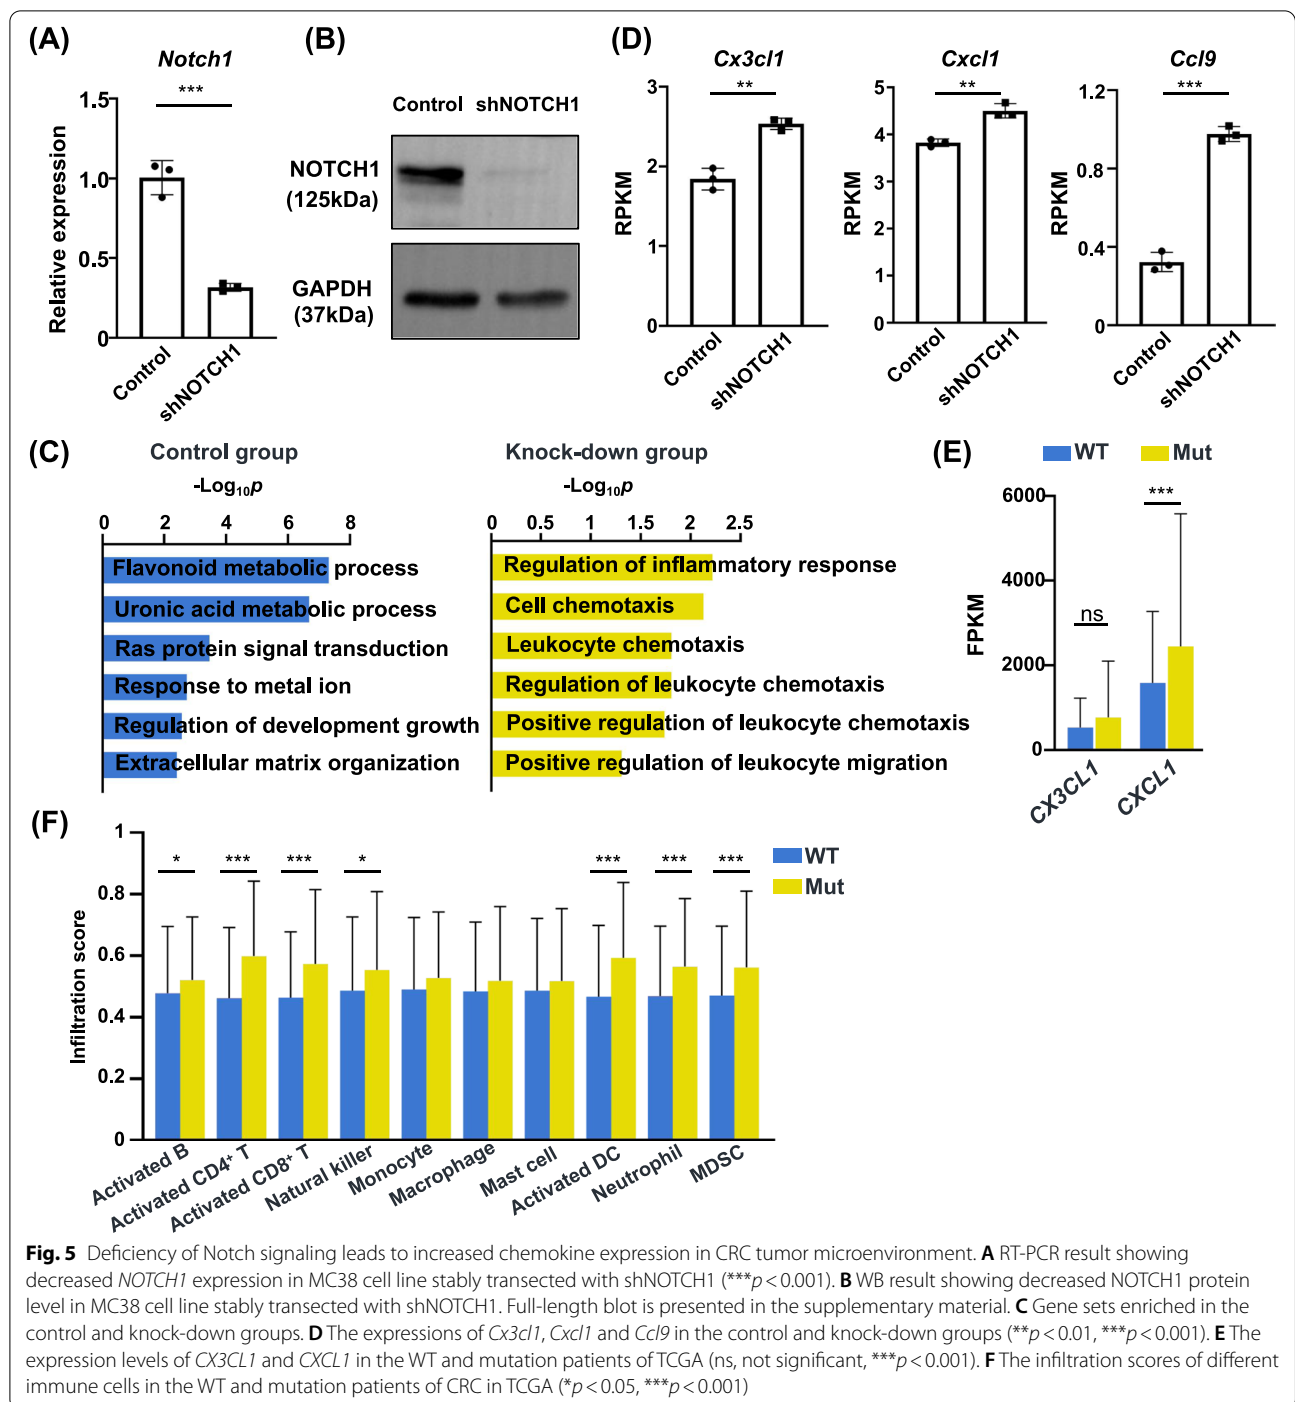 (A)
Notch1
***
Relative expression
1.5
1.0
0.5
0
Control
shNOTCH1
(B)
Control shNOTCH1
NOTCH1
(125kDa)
GAPDH
(37kDa)
(D)
Cx3cl1
**
RPKM
3
2
1
0
Control
shNOTCH1
Cxcl1
**
RPKM
5
4
3
2
1
0
Control
shNOTCH1
Ccl9
***
RPKM
1.2
0.8
0.4
0
Control
shNOTCH1
(C)
Control group
-Log₁₀p
0 2 4 6 8
Flavonoid metabolic process
Uronic acid metabolic process
Ras protein signal transduction
Response to metal ion
Regulation of development growth
Extracellular matrix organization
Knock-down group
-Log₁₀p
0 0.5 1 1.5 2 2.5
Regulation of inflammatory response
Cell chemotaxis
Leukocyte chemotaxis
Regulation of leukocyte chemotaxis
Positive regulation of leukocyte chemotaxis
Positive regulation of leukocyte migration
(E)
WT Mut
FPKM
6000
4000
2000
0
ns
***
CX3CL1
CXCL1
(F)
Infiltration score
1
0.8
0.6
0.4
0.2
0
* *** *** * *** *** ***
WT
Mut
Activated B
Activated CD4⁺ T
Activated CD8⁺ T
Natural killer
Monocyte
Macrophage
Mast cell
Activated DC
Neutrophil
MDSC
Fig. 5 Deficiency of Notch signaling leads to increased chemokine expression in CRC tumor microenvironment. A RT-PCR result showing
decreased NOTCH1 expression in MC38 cell line stably transected with shNOTCH1 (***p < 0.001). B WB result showing decreased NOTCH1 protein
level in MC38 cell line stably transected with shNOTCH1. Full-length blot is presented in the supplementary material. C Gene sets enriched in the
control and knock-down groups. D The expressions of Cx3cl1, Cxcl1 and Ccl9 in the control and knock-down groups (**p < 0.01, ***p < 0.001). E The
expression levels of CX3CL1 and CXCL1 in the WT and mutation patients of TCGA (ns, not significant, ***p < 0.001). F The infiltration scores of different
immune cells in the WT and mutation patients of CRC in TCGA (*p < 0.05, ***p < 0.001)